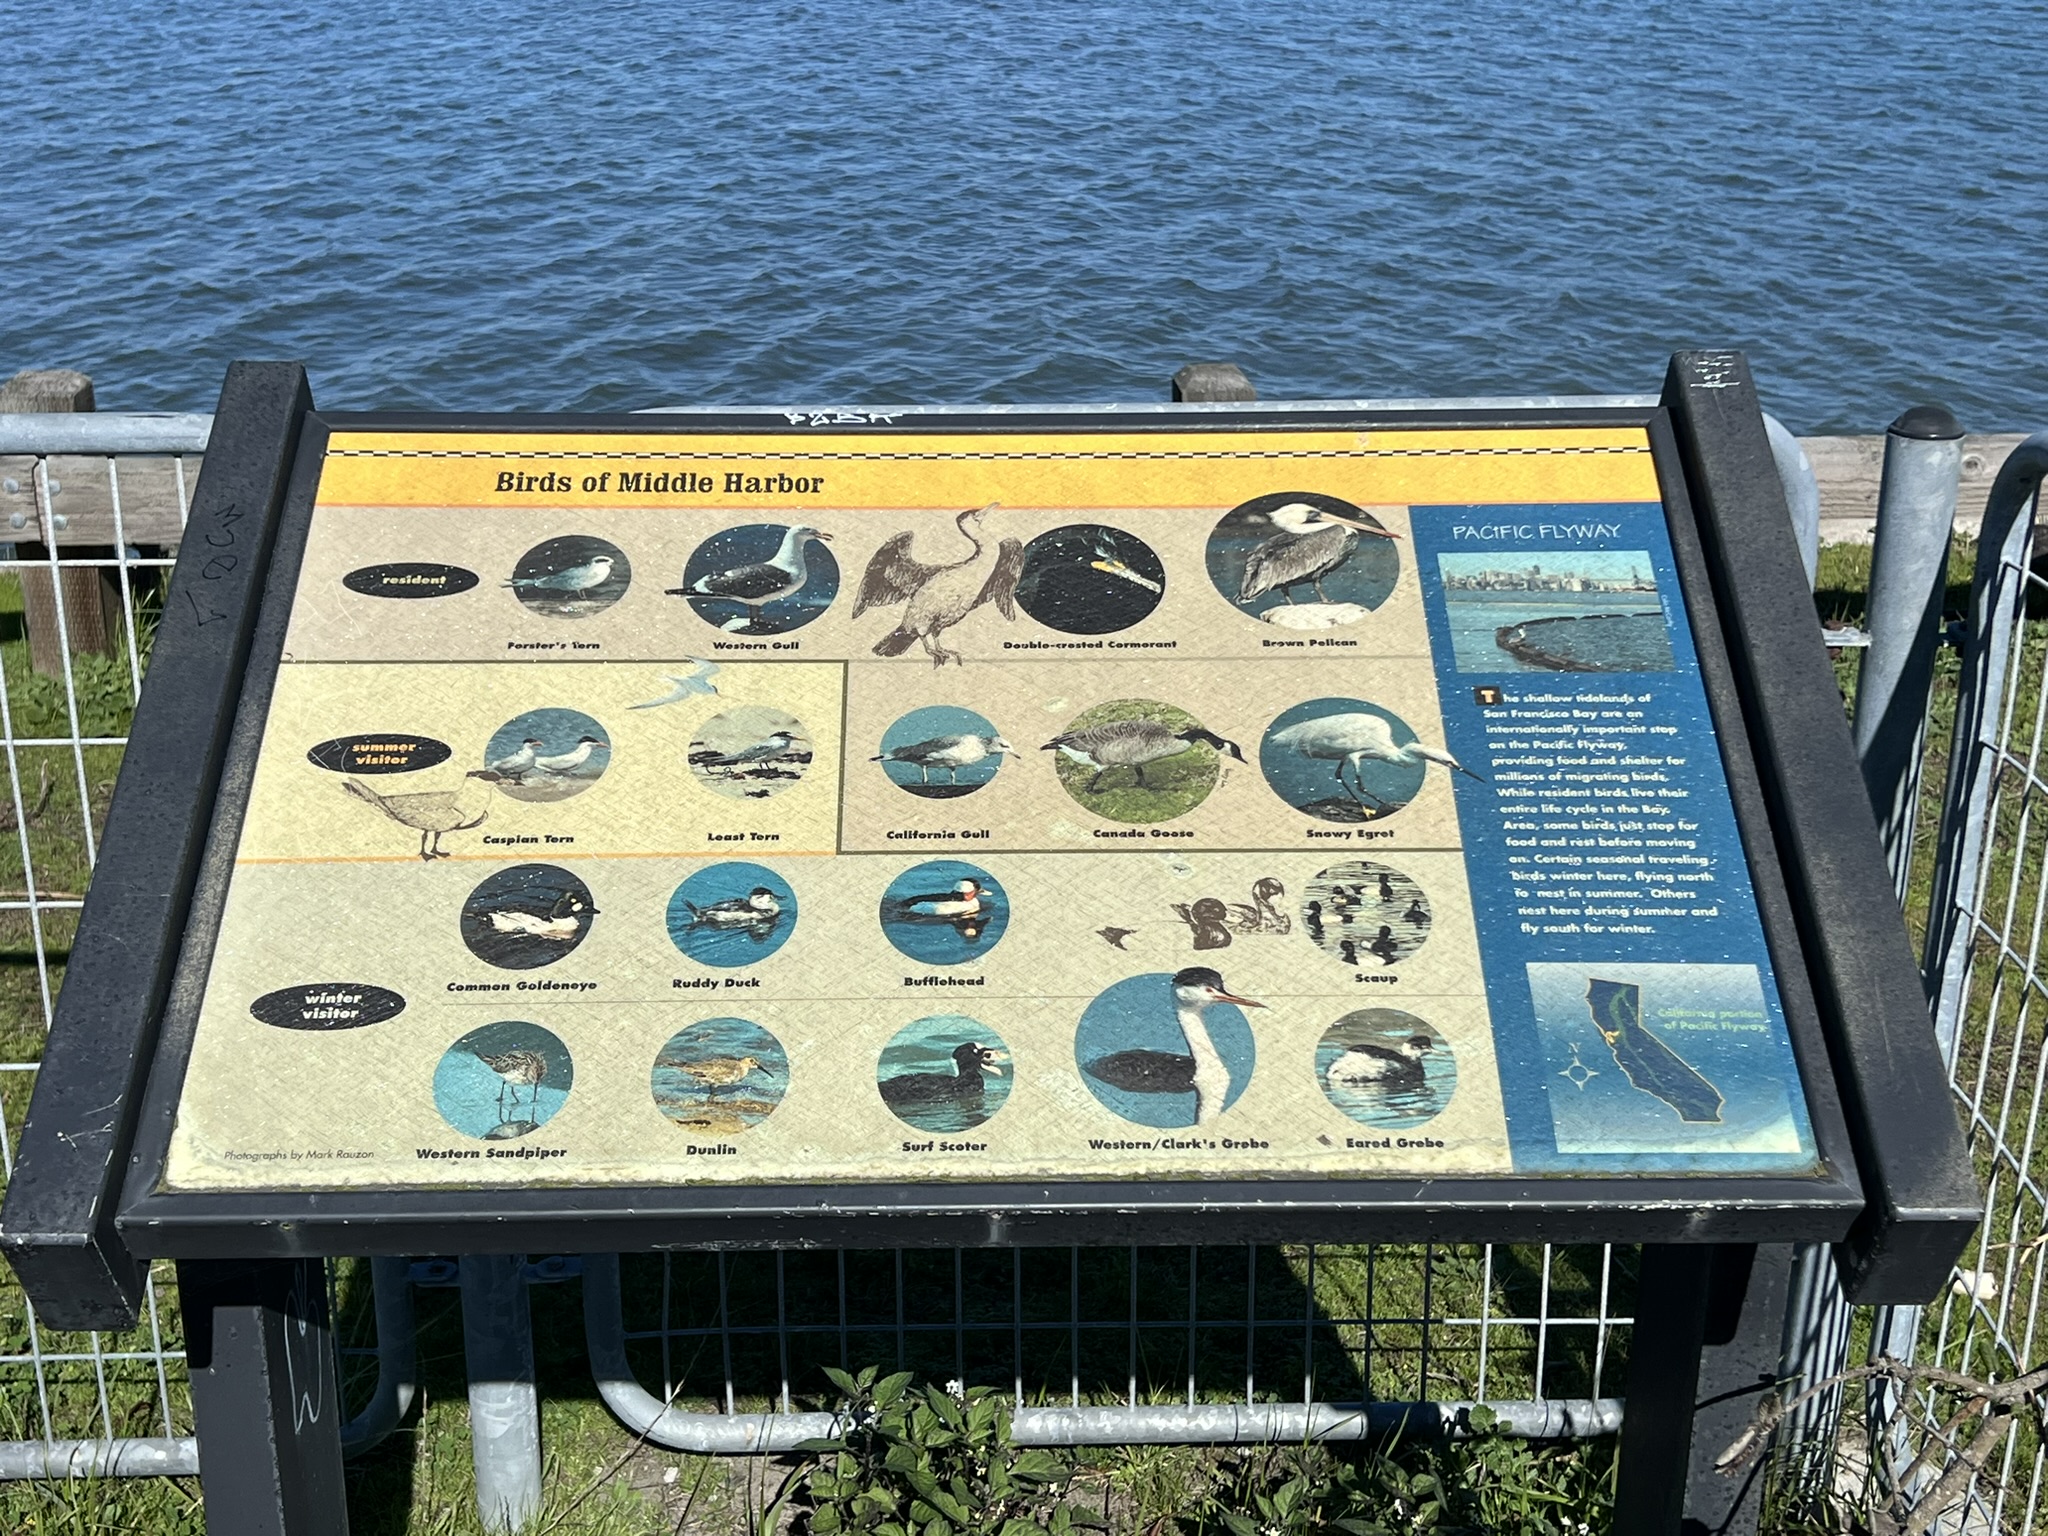 Birds of Middle Harbor
resident
Forster's Tern
Western Gull
Double-crested Cormorant
Brown Pelican
summer
visitor
Caspian Tern
Least Tern
California Gull
Canada Goose
Snowy Egret
winter
visitor
Common Goldeneye
Ruddy Duck
Bufflehead
Scaup
Western Sandpiper
Dunlin
Surf Scoter
Western/Clark's Grebe
Eared Grebe
Photographs by Mark Rauzon
PACIFIC FLYWAY
The shallow tidelands of
San Francisco Bay are an
internationally important stop
on the Pacific Flyway,
providing food and shelter for
millions of migrating birds.
While resident birds live their
entire life cycle in the Bay
Area, some birds just stop for
food and rest before moving
on. Certain seasonal traveling
birds winter here, flying north
to nest in summer. Others
nest here during summer and
fly south for winter.
California portion
of Pacific Flyway
N